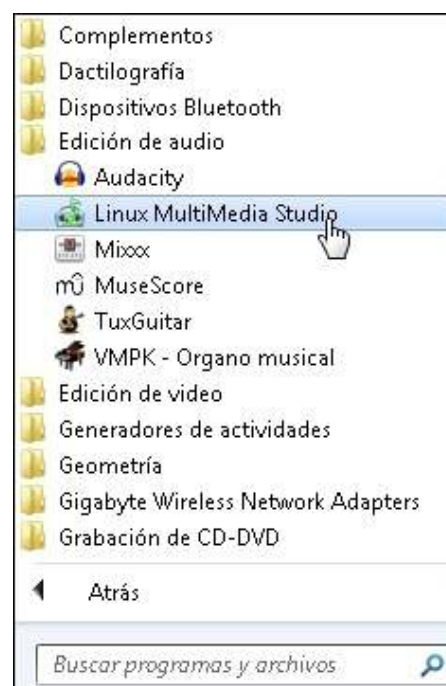 Complementos
Dactilografía
Dispositivos Bluetooth
Edición de audio
Audacity
Linux MultiMedia Studio
Mixxx
mû MuseScore
TuxGuitar
VMPK - Organo musical
Edición de video
Generadores de actividades
Geometría
Gigabyte Wireless Network Adapters
Grabación de CD-DVD
Atrás
Buscar programas y archivos